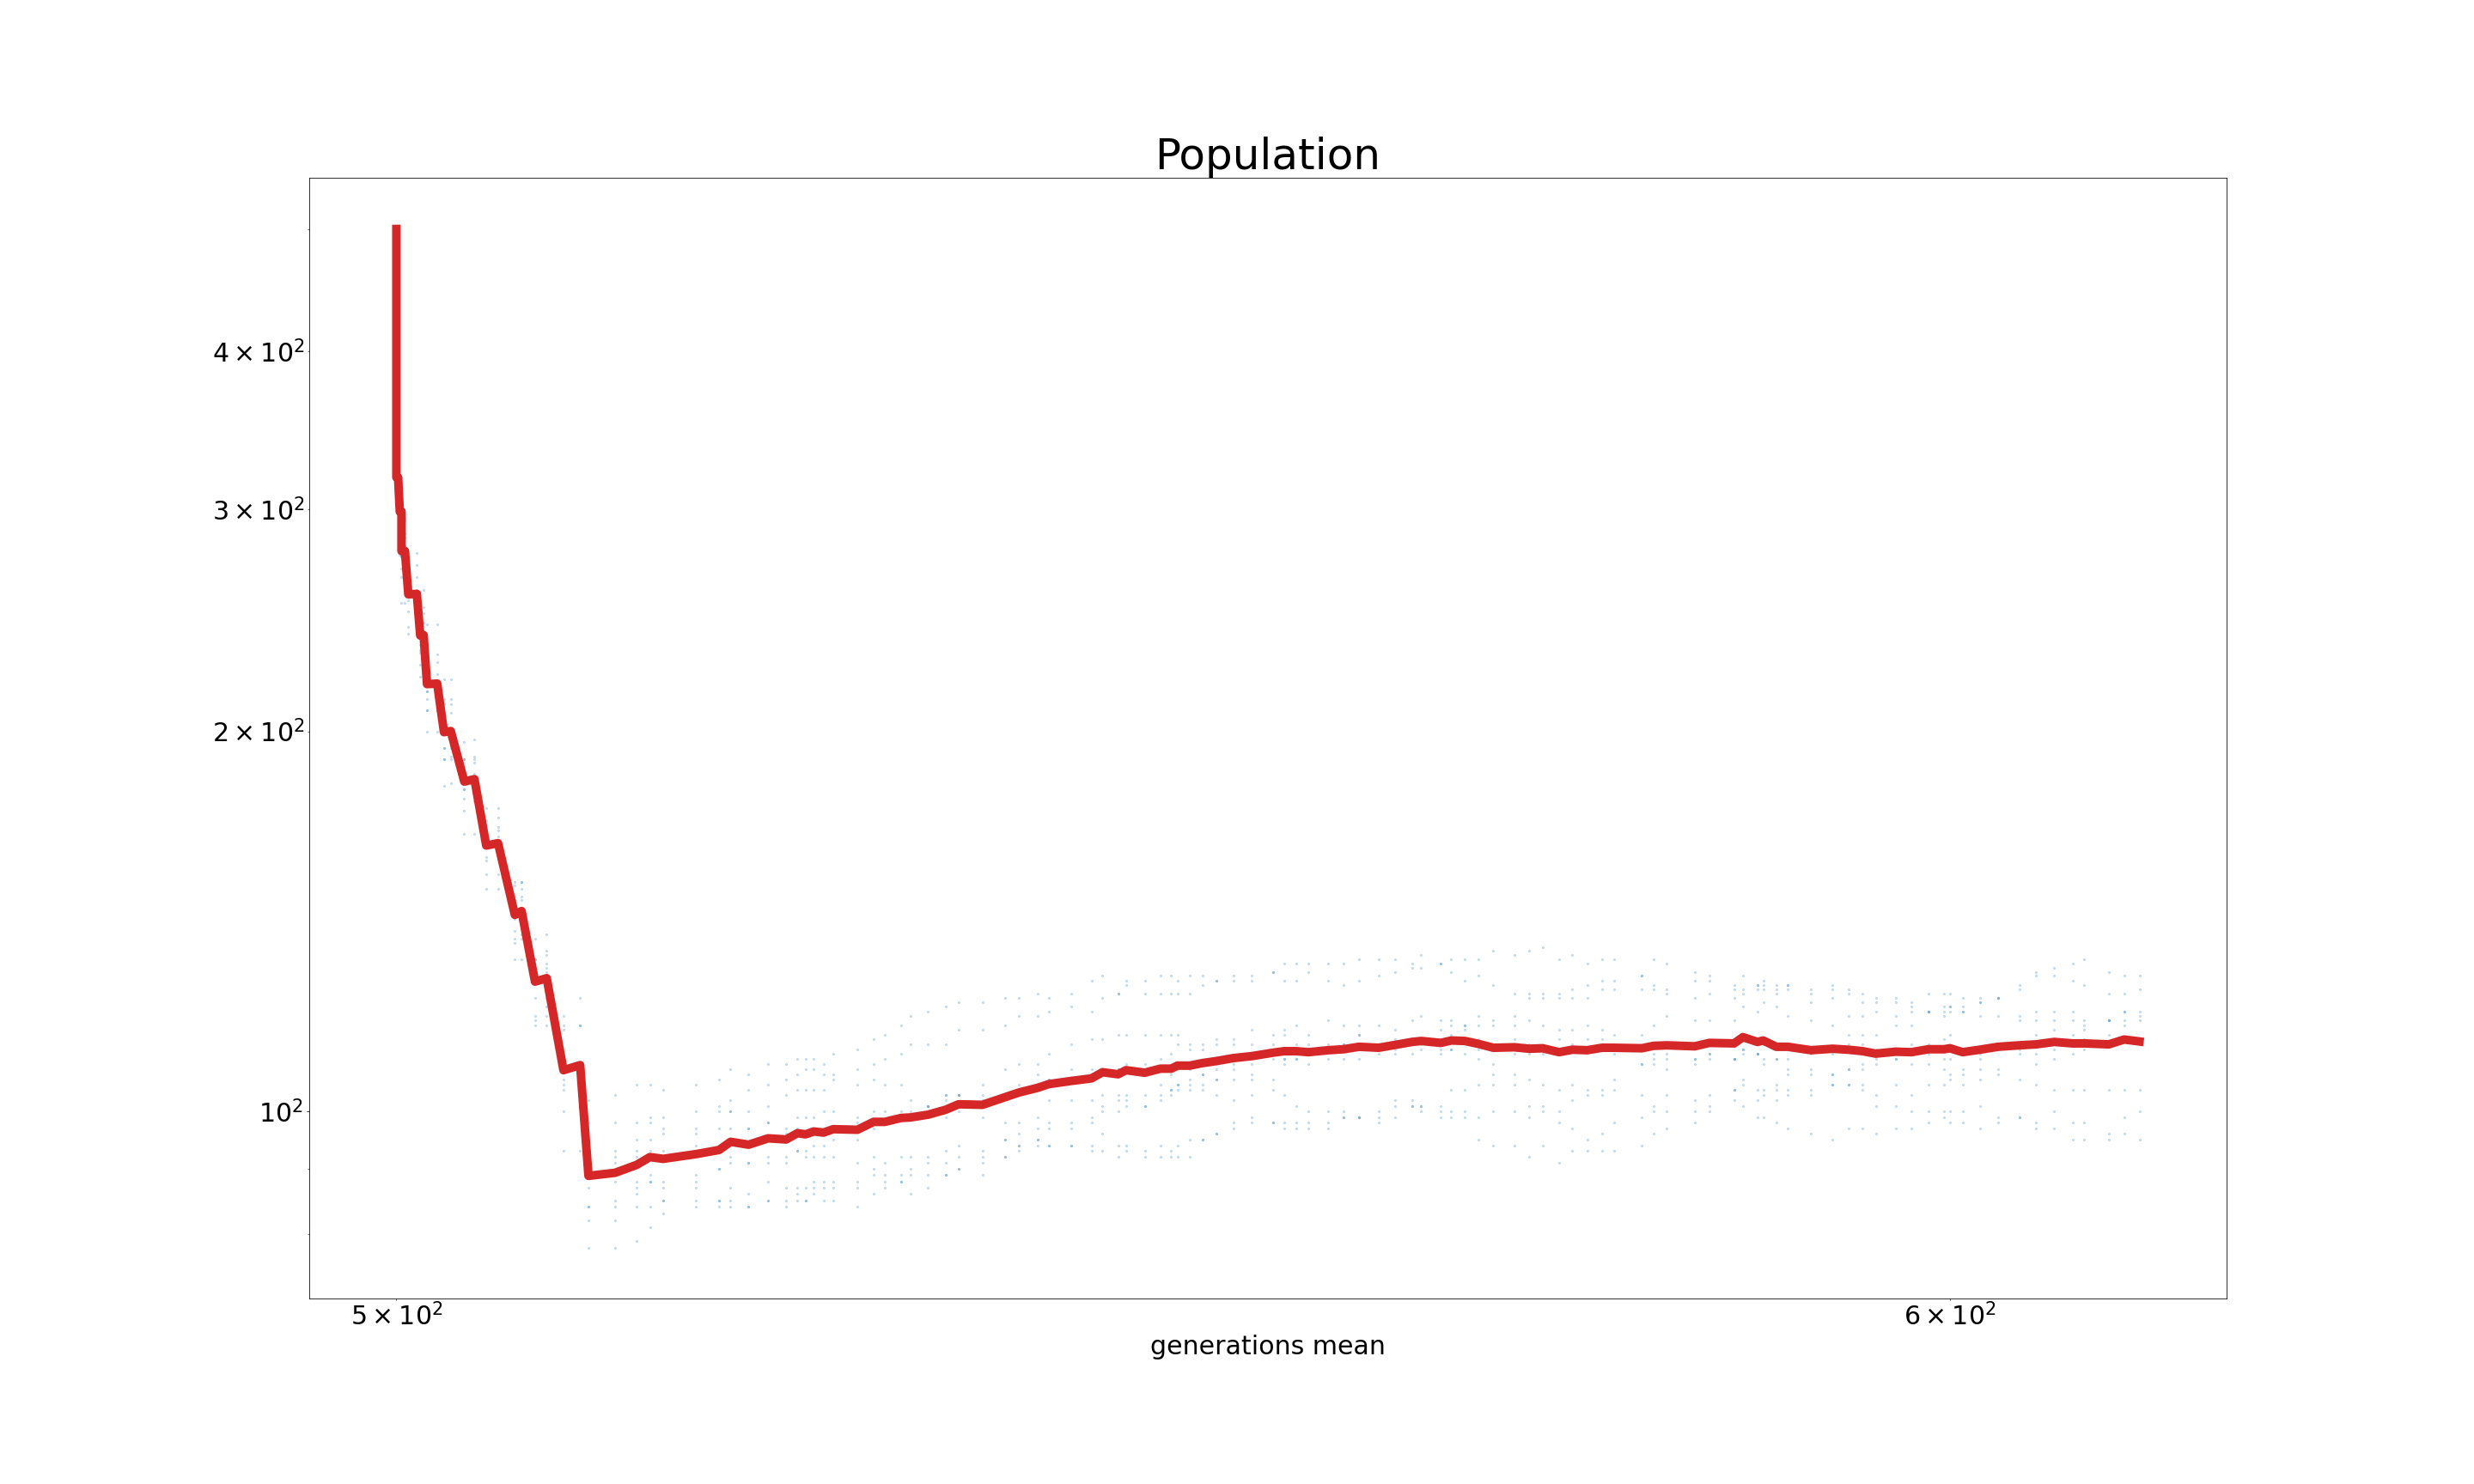 Population
4 × 10²
3 × 10²
2 × 10²
10²
5 × 10²
6 × 10²
generations mean